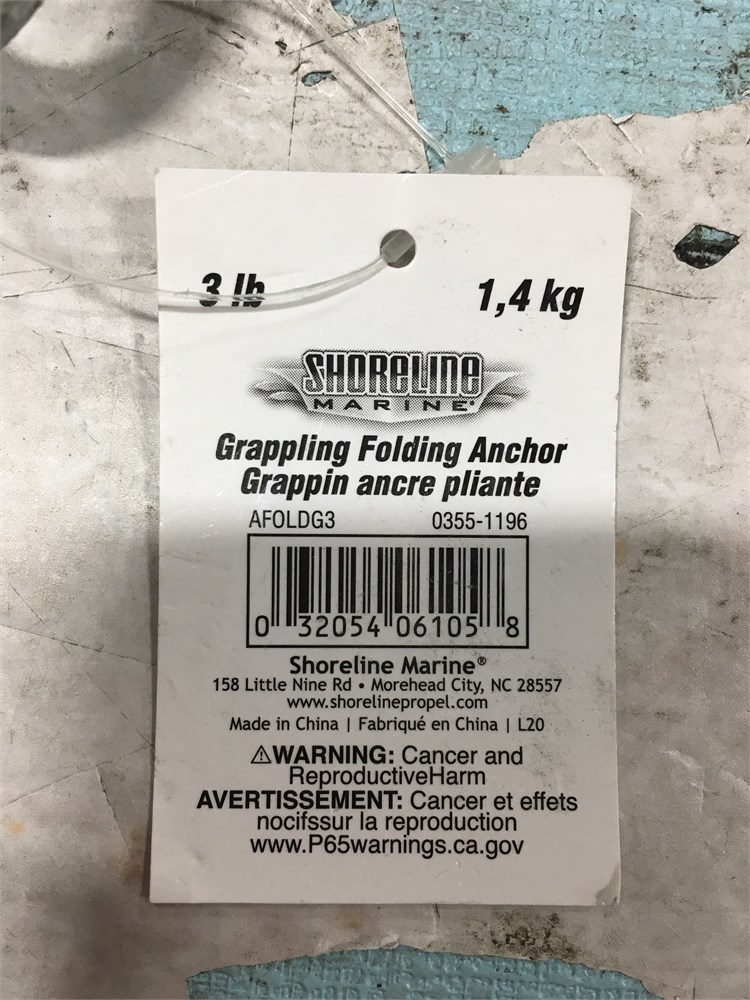 3 lb 1,4 kg
SHORELINE
MARINE®
Grappling Folding Anchor
Grappin ancre pliante
AFOLDG3 0355-1196
0 32054 06105 8
Shoreline Marine®
158 Little Nine Rd • Morehead City, NC 28557
www.shorelinepropel.com
Made in China | Fabriqué en China | L20
⚠WARNING: Cancer and
ReproductiveHarm
AVERTISSEMENT: Cancer et effets
nocifssur la reproduction
www.P65warnings.ca.gov